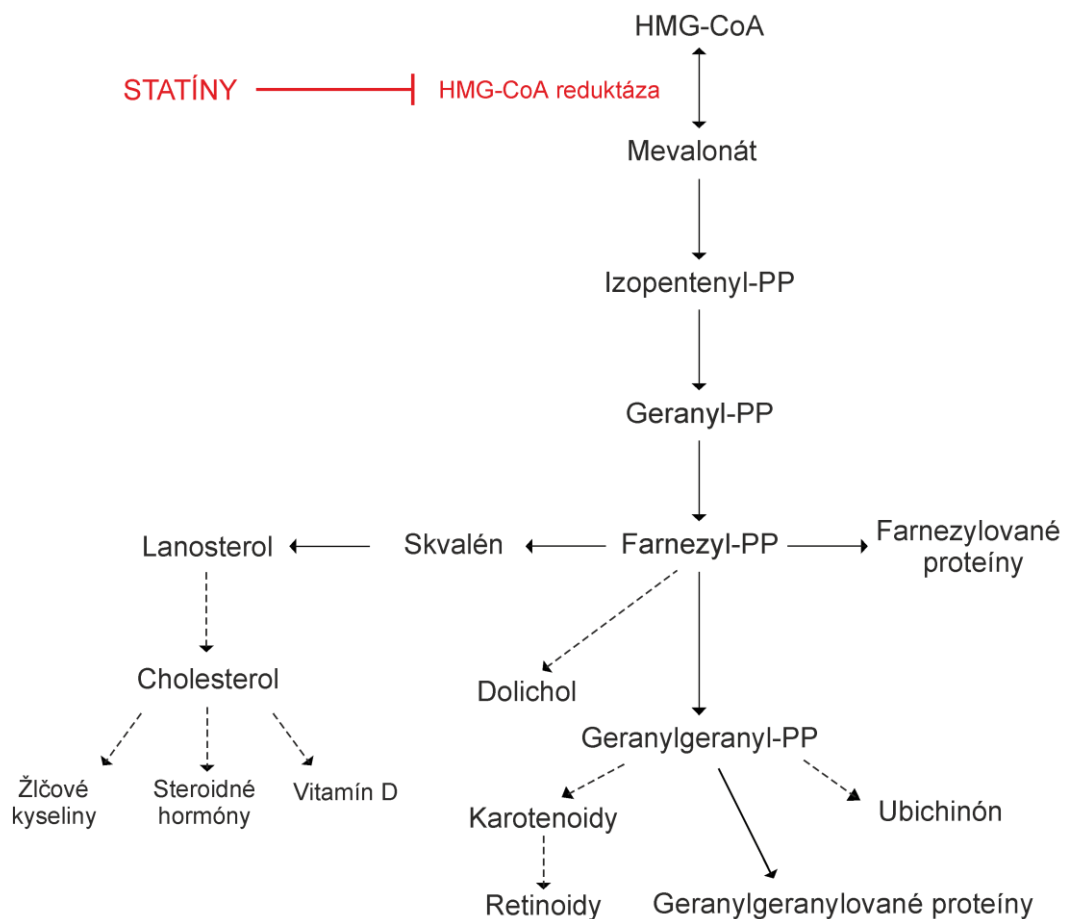 HMG-CoA
STATÍNY
HMG-CoA reduktáza
Mevalonát
Izopentenyl-PP
Geranyl-PP
Lanosterol
Skvalén
Farnezyl-PP
Farnezylované
proteíny
Cholesterol
Dolichol
Geranylgeranyl-PP
Žlčové
kyseliny
Steroidné
hormóny
Vitamín D
Karotenoidy
Ubichinón
Retinoidy
Geranylgeranylované proteíny